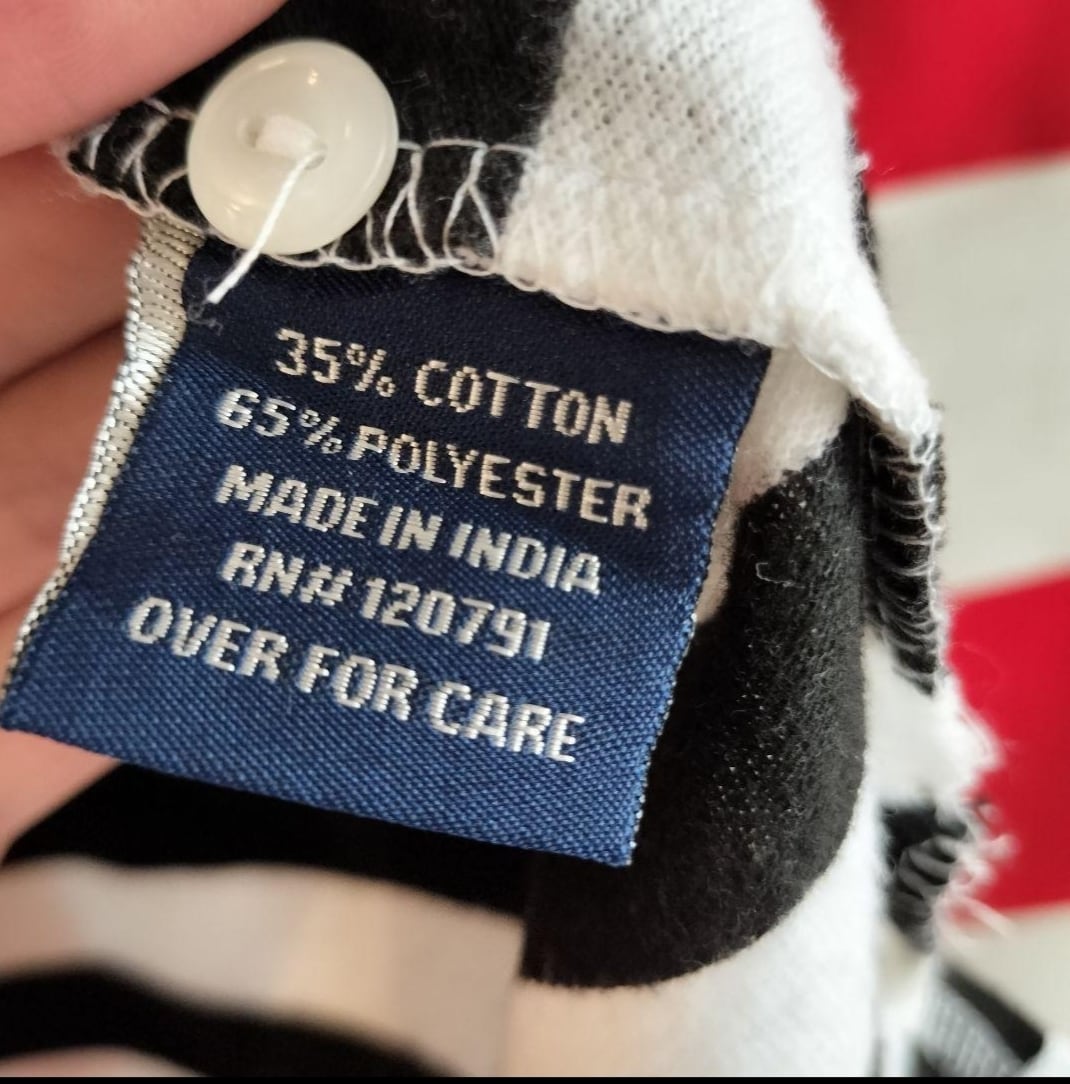 35% COTTON
65% POLYESTER
MADE IN INDIA
RN# 120791
OVER FOR CARE